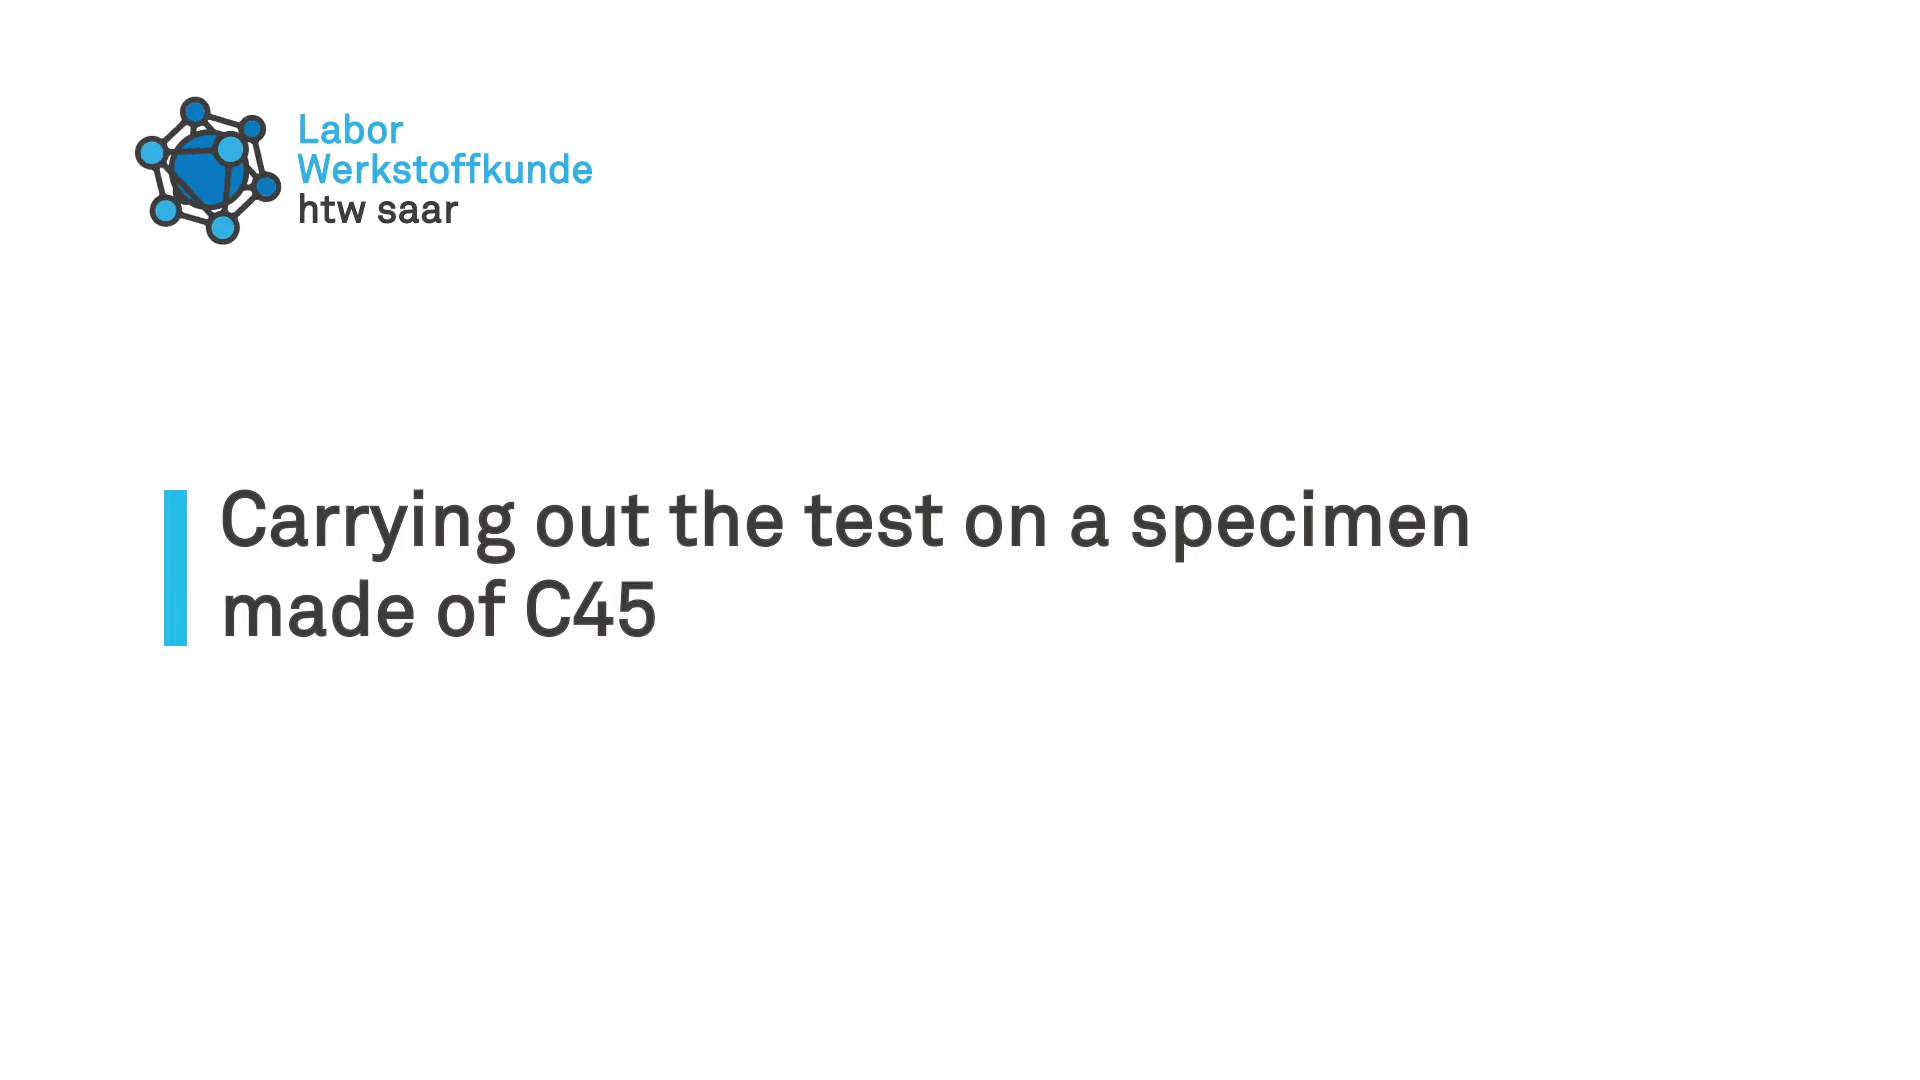 Labor
Werkstoffkunde
htw saar
Carrying out the test on a specimen
made of C45